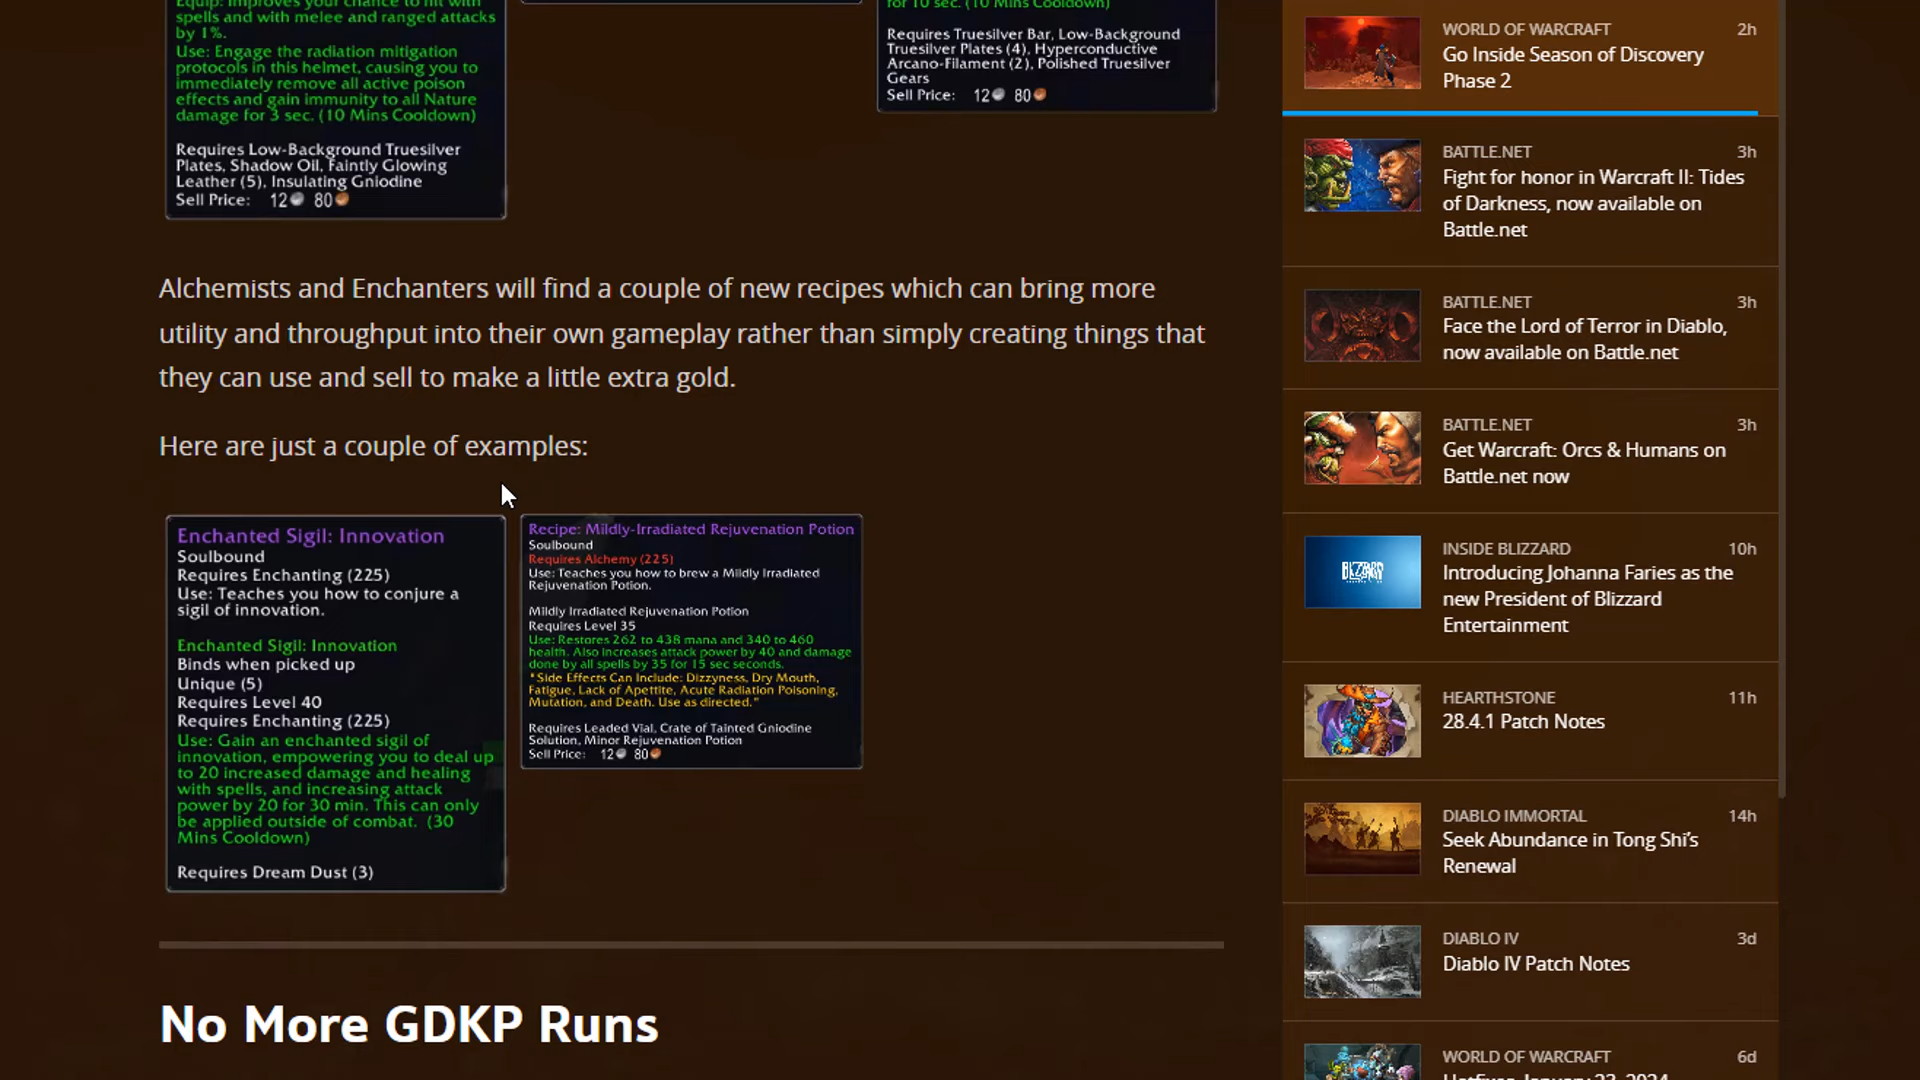 Equip: Improves your chance to hit with
spells and with melee and ranged attacks
by 1%.
Use: Engage the radiation mitigation
protocols in this helmet, causing you to
immediately remove all active poison
effects and gain immunity to all Nature
damage for 3 sec. (10 Mins Cooldown)
Requires Low-Background Truesilver
Plates, Shadow Oil, Faintly Glowing
Leather (5), Insulating Gniodine
Sell Price: 12 80
for 10 sec. (10 Mins Cooldown)
Requires Truesilver Bar, Low-Background
Truesilver Plates (4), Hyperconductive
Arcano-Filament (2), Polished Truesilver
Gears
Sell Price: 12 80
Alchemists and Enchanters will find a couple of new recipes which can bring more
utility and throughput into their own gameplay rather than simply creating things that
they can use and sell to make a little extra gold.
Here are just a couple of examples:
Enchanted Sigil: Innovation
Soulbound
Requires Enchanting (225)
Use: Teaches you how to conjure a
sigil of innovation.
Enchanted Sigil: Innovation
Binds when picked up
Unique (5)
Requires Level 40
Requires Enchanting (225)
Use: Gain an enchanted sigil of
innovation, empowering you to deal up
to 20 increased damage and healing
with spells, and increasing attack
power by 20 for 30 min. This can only
be applied outside of combat. (30
Mins Cooldown)
Requires Dream Dust (3)
Recipe: Mildly-Irradiated Rejuvenation Potion
Soulbound
Requires Alchemy (225)
Use: Teaches you how to brew a Mildly Irradiated
Rejuvenation Potion.
Mildly Irradiated Rejuvenation Potion
Requires Level 35
Use: Restores 262 to 438 mana and 340 to 460
health. Also increases attack power by 40 and damage
done by all spells by 35 for 15 sec seconds.
"Side Effects Can Include: Dizzyness, Dry Mouth,
Fatigue, Lack of Apettite, Acute Radiation Poisoning,
Mutation, and Death. Use as directed."
Requires Leaded Vial, Crate of Tainted Gniodine
Solution, Minor Rejuvenation Potion
Sell Price: 12 80
No More GDKP Runs
WORLD OF WARCRAFT 2h
Go Inside Season of Discovery
Phase 2
BATTLE.NET 3h
Fight for honor in Warcraft II: Tides
of Darkness, now available on
Battle.net
BATTLE.NET 3h
Face the Lord of Terror in Diablo,
now available on Battle.net
BATTLE.NET 3h
Get Warcraft: Orcs & Humans on
Battle.net now
BLIZZARD
INSIDE BLIZZARD 10h
Introducing Johanna Faries as the
new President of Blizzard
Entertainment
HEARTHSTONE 11h
28.4.1 Patch Notes
DIABLO IMMORTAL 14h
Seek Abundance in Tong Shi's
Renewal
DIABLO IV 3d
Diablo IV Patch Notes
WORLD OF WARCRAFT 6d
Hotfixes: January 23, 2024